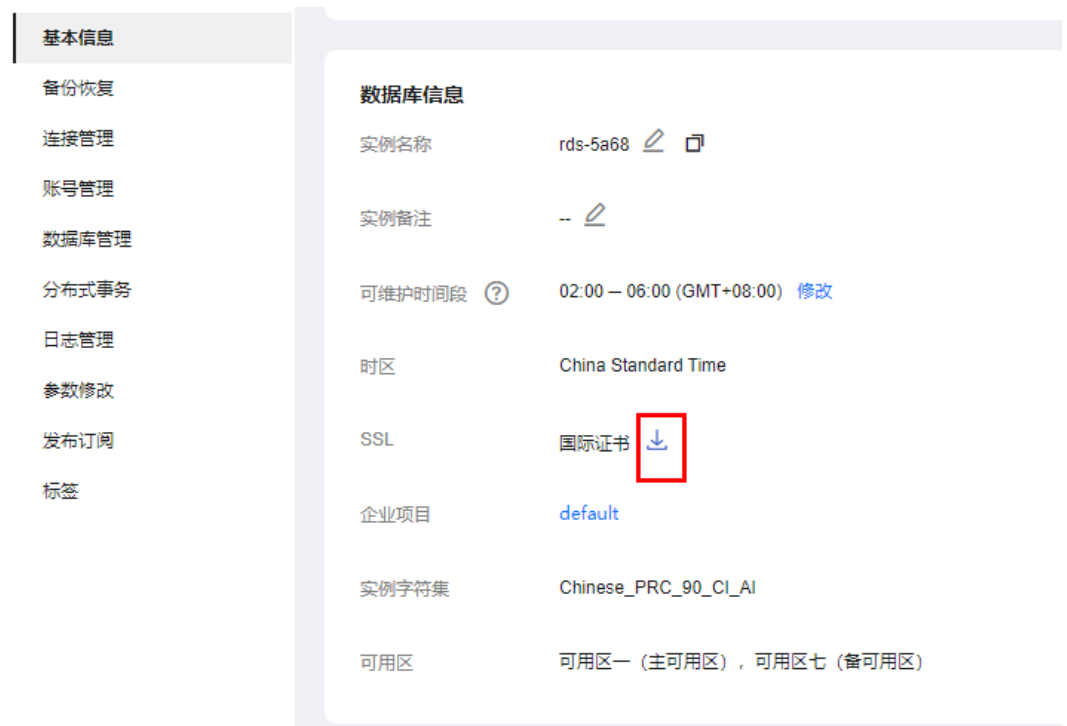 基本信息
备份恢复
连接管理
账号管理
数据库管理
分布式事务
日志管理
参数修改
发布订阅
标签
数据库信息
实例名称 rds-5a68
实例备注 --
可维护时间段 ? 02:00 — 06:00 (GMT+08:00) 修改
时区 China Standard Time
SSL 国际证书
企业项目 default
实例字符集 Chinese_PRC_90_CI_AI
可用区 可用区一（主可用区），可用区七（备可用区）